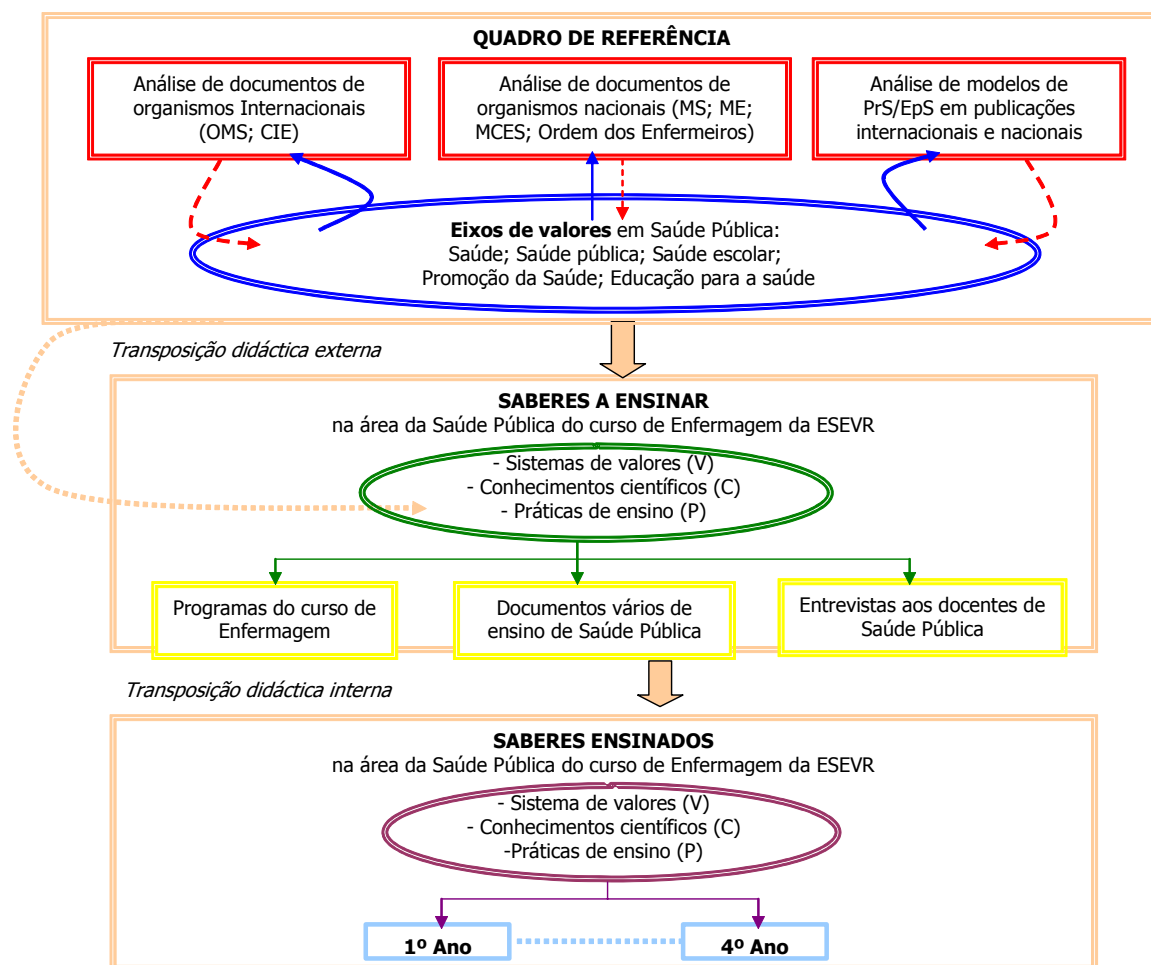 QUADRO DE REFERÊNCIA
Análise de documentos de
organismos Internacionais
(OMS; CIE)
Análise de documentos de
organismos nacionais (MS; ME;
MCES; Ordem dos Enfermeiros)
Análise de modelos de
PrS/EpS em publicações
internacionais e nacionais
Eixos de valores em Saúde Pública:
Saúde; Saúde pública; Saúde escolar;
Promoção da Saúde; Educação para a saúde
Transposição didáctica externa
SABERES A ENSINAR
na área da Saúde Pública do curso de Enfermagem da ESEVR
- Sistemas de valores (V)
- Conhecimentos científicos (C)
- Práticas de ensino (P)
Programas do curso de
Enfermagem
Documentos vários de
ensino de Saúde Pública
Entrevistas aos docentes de
Saúde Pública
Transposição didáctica interna
SABERES ENSINADOS
na área da Saúde Pública do curso de Enfermagem da ESEVR
- Sistema de valores (V)
- Conhecimentos científicos (C)
-Práticas de ensino (P)
1º Ano
4º Ano